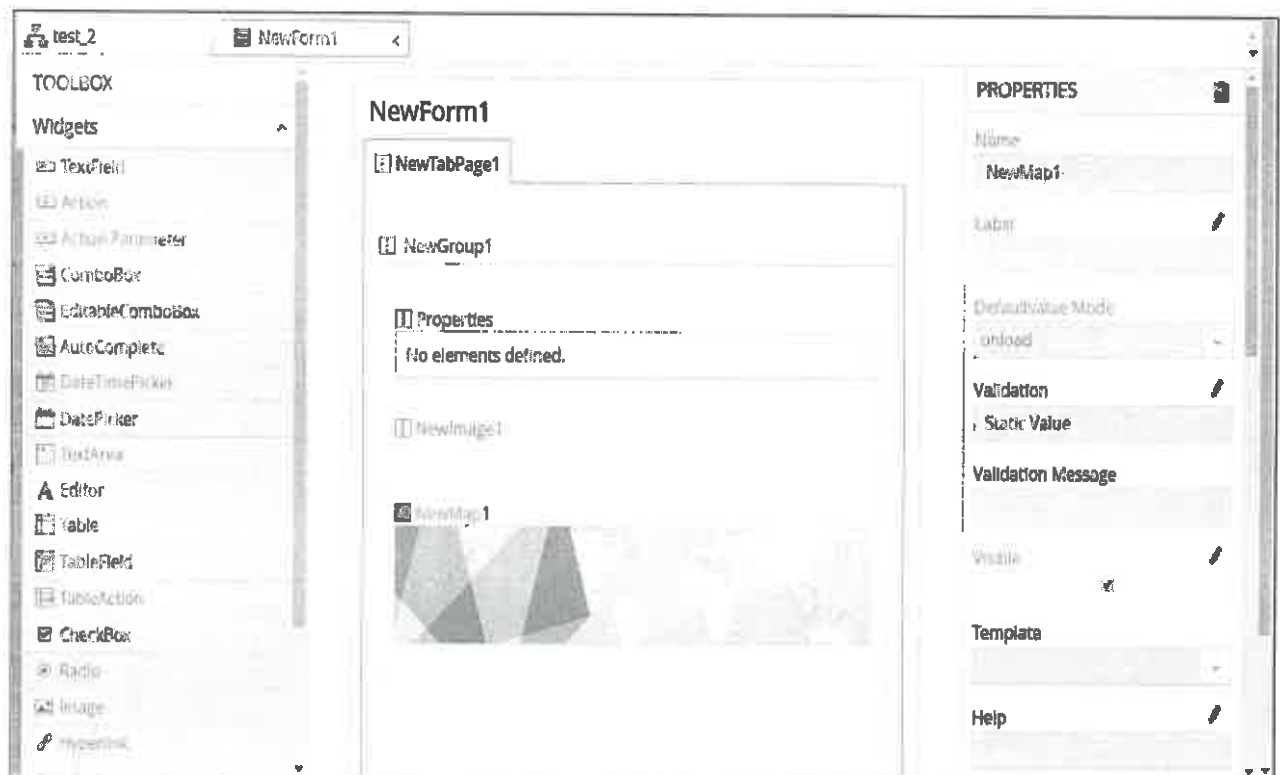 test_2
NewForm1
TOOLBOX
Widgets
TextField
Action
Action Parameter
ComboBox
EditableComboBox
AutoComplete
DateTimePicker
DatePicker
TextArea
Editor
Table
TableField
TableAction
CheckBox
Radio
Image
Hyperlink
NewForm1
NewTabPage1
NewGroup1
Properties
No elements defined.
NewImage1
NewMap1
PROPERTIES
Name
NewMap1
Label
Defaultvalue Mode
onload
Validation
Static Value
Validation Message
Visible
Template
Help